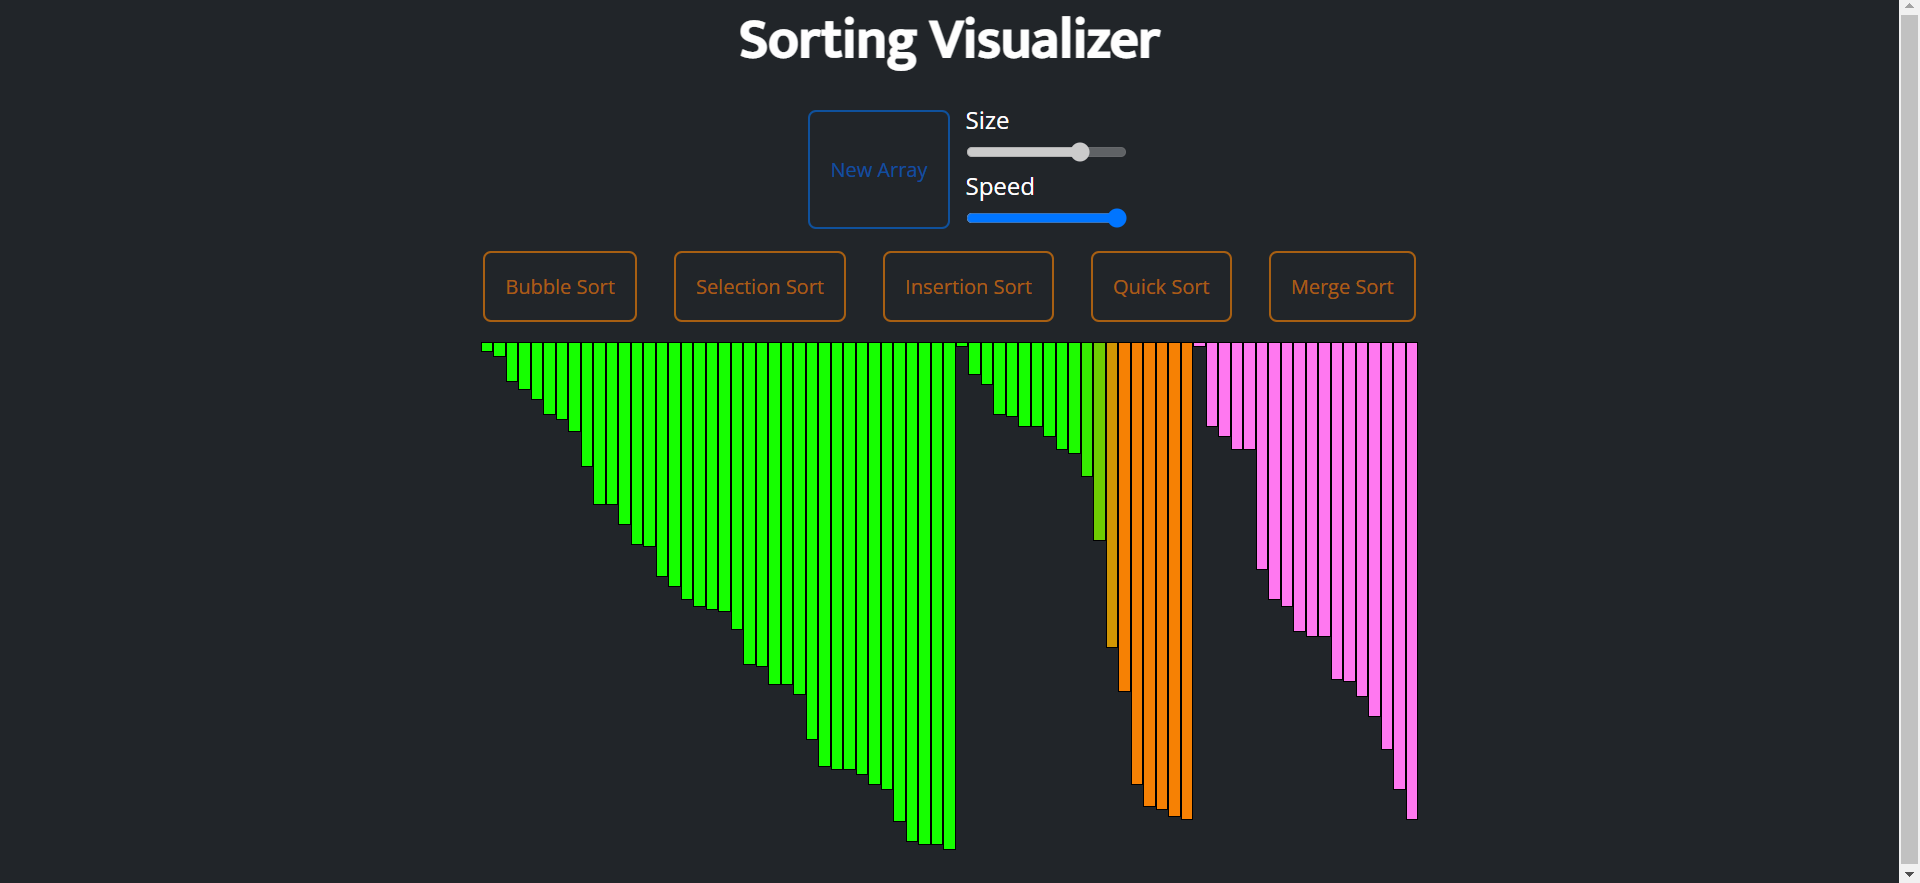 Sorting Visualizer
New Array
Size
Speed
Bubble Sort
Selection Sort
Insertion Sort
Quick Sort
Merge Sort